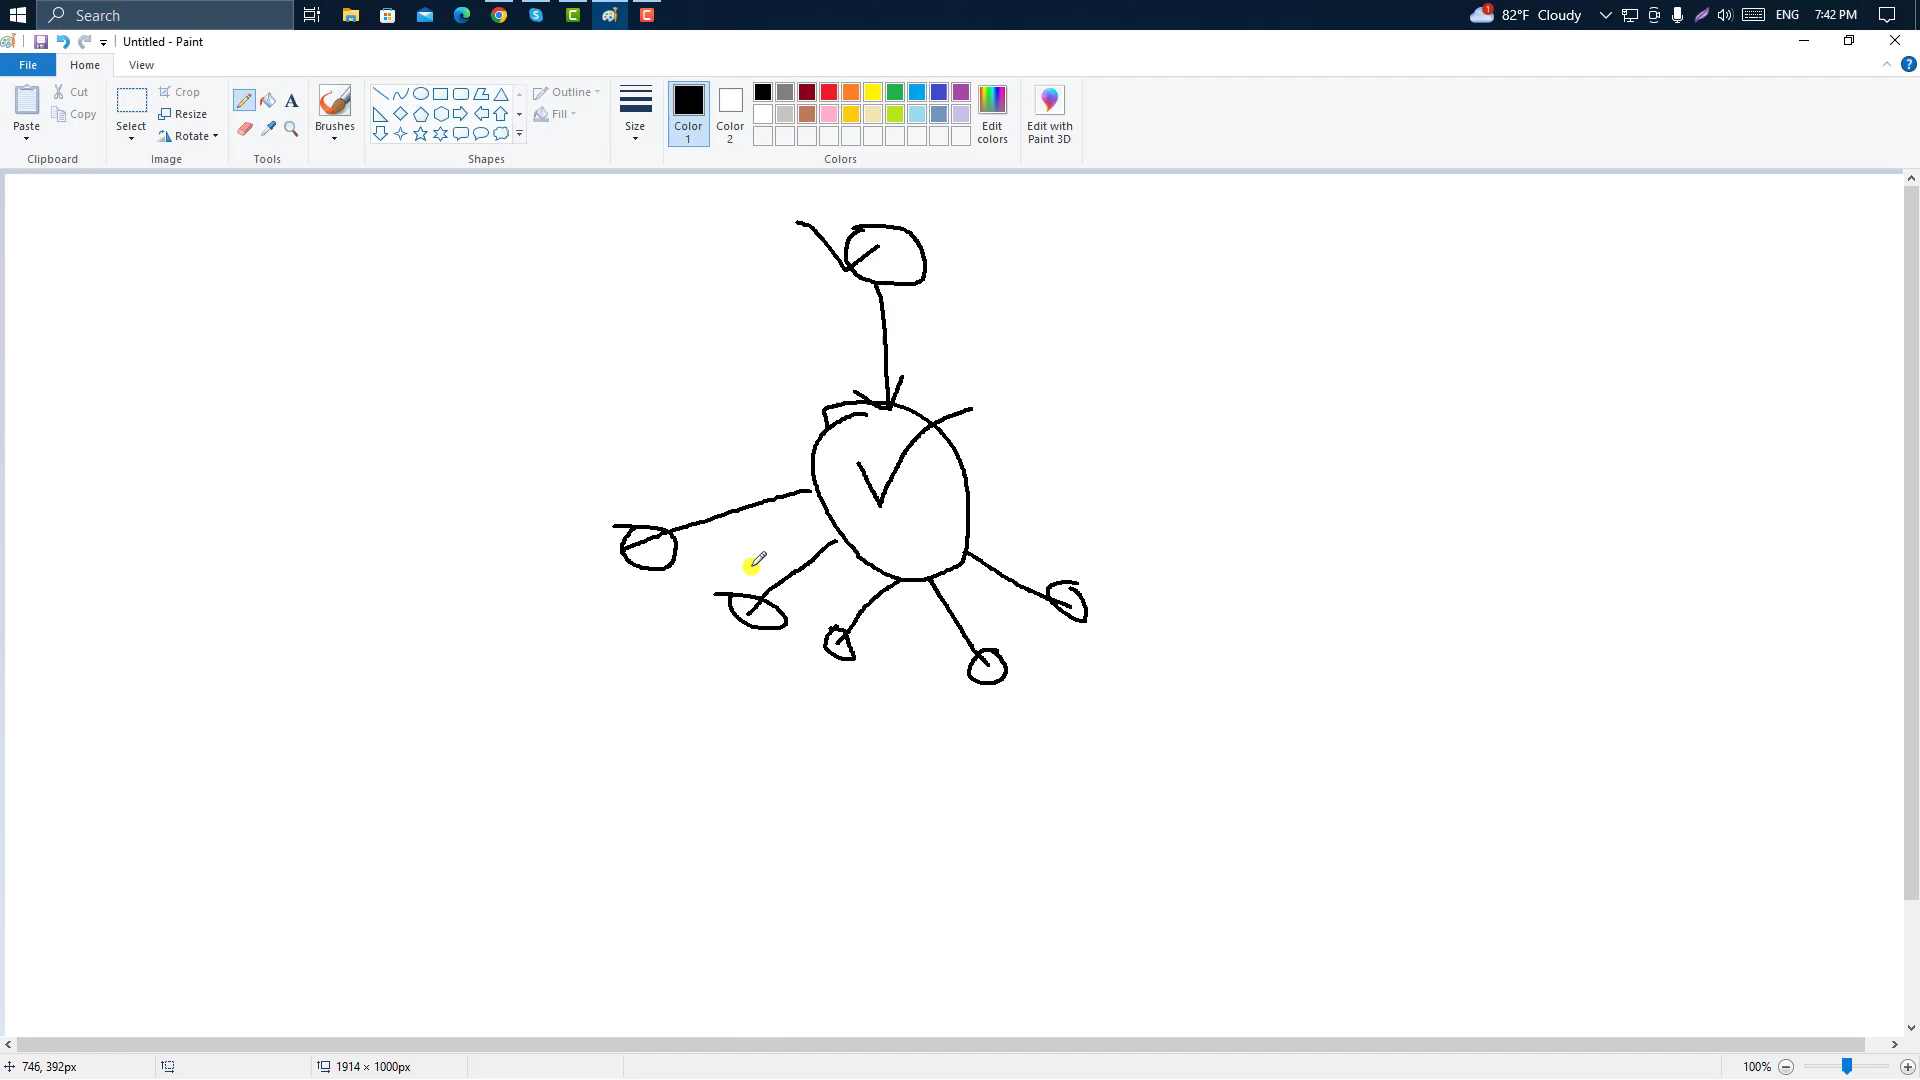 Search
82°F Cloudy
ENG
7:42 PM
Untitled - Paint
File
Home
View
Paste
Cut
Copy
Clipboard
Select
Crop
Resize
Rotate
Image
A
Tools
Brushes
Outline
Fill
Shapes
Size
Color
1
Color
2
Edit
colors
Colors
Edit with
Paint 3D
746, 392px
1914 × 1000px
100%